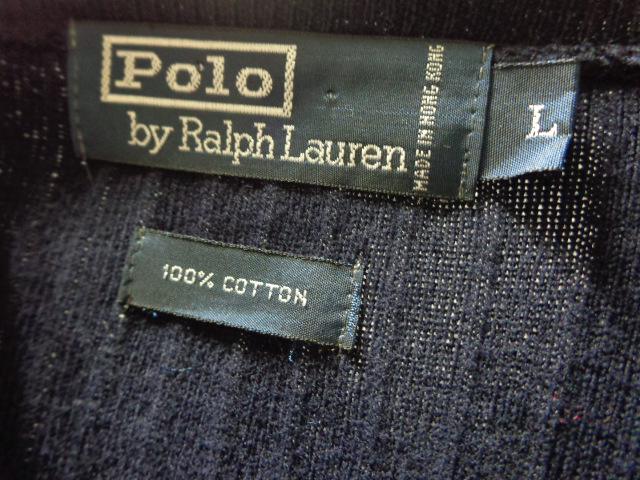 Polo
by Ralph Lauren
MADE IN HONG KONG
L
100% COTTON